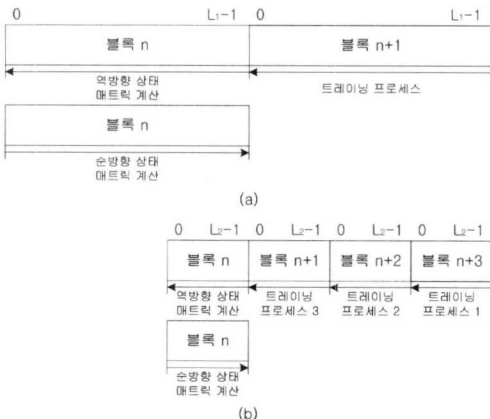 0 L₁-1 0 L₁-1
블록 n 블록 n+1
역방향 상태 트레이닝 프로세스
매트릭 계산
블록 n
순방향 상태
매트릭 계산
(a)
0 L₂-1 0 L₂-1 0 L₂-1 0 L₂-1
블록 n 블록 n+1 블록 n+2 블록 n+3
역방향 상태 트레이닝 트레이닝 트레이닝
매트릭 계산 프로세스 3 프로세스 2 프로세스 1
블록 n
순방향 상태
매트릭 계산
(b)